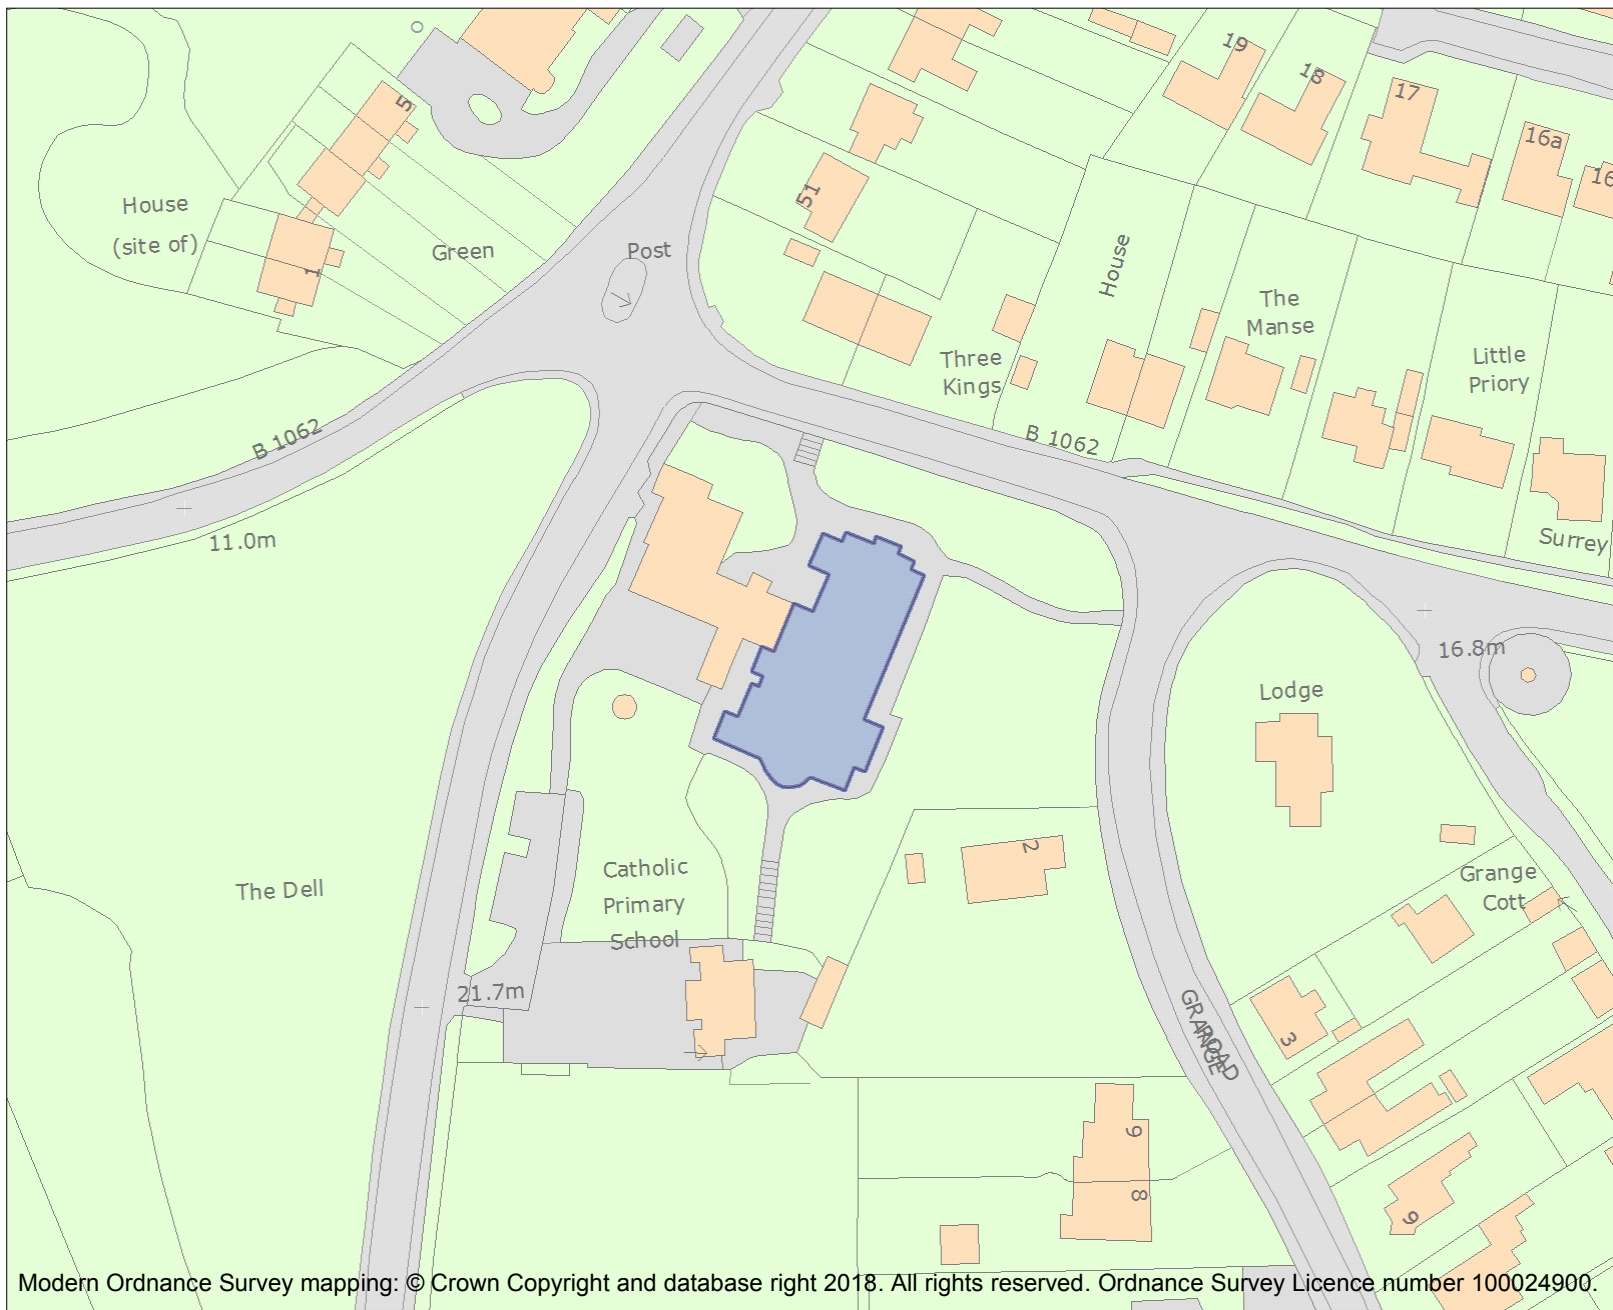 19
18
17
16a
16
5
51
House
(site of)
Green
Post
1
House
The
Manse
Three
Kings
Little
Priory
B 1062
B 1062
11.0m
Surrey
16.8m
Lodge
2
Catholic
Primary
School
The Dell
Grange
Cott
21.7m
GRANGE
ROAD
3
9
8
9
Modern Ordnance Survey mapping: © Crown Copyright and database right 2018. All rights reserved. Ordnance Survey Licence number 100024900.